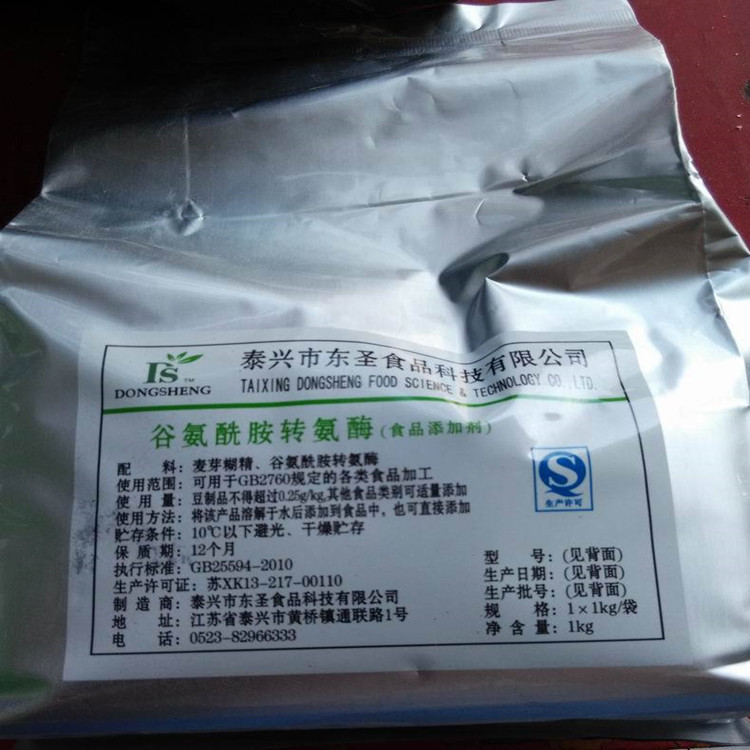 IS™
DONGSHENG
泰兴市东圣食品科技有限公司
TAIXING DONGSHENG FOOD SCIENCE & TECHNOLOGY CO.,LTD.
谷氨酰胺转氨酶(食品添加剂)
配 料:麦芽糊精、谷氨酰胺转氨酶
使用范围:可用于GB2760规定的各类食品加工
使 用 量:豆制品不得超过0.25g/kg,其他食品类别可适量添加
使用方法:将该产品溶解于水后添加到食品中，也可直接添加
贮存条件:10℃以下避光、干燥贮存
保 质 期:12个月
执行标准:GB25594-2010
生产许可证:苏XK13-217-00110
制 造 商:泰兴市东圣食品科技有限公司
地 址:江苏省泰兴市黄桥镇通联路1号
电 话:0523-82966333
QS
生产许可
型 号:(见背面)
生产日期:(见背面)
生产批号:(见背面)
规 格:1×1kg/袋
净 含 量:1kg